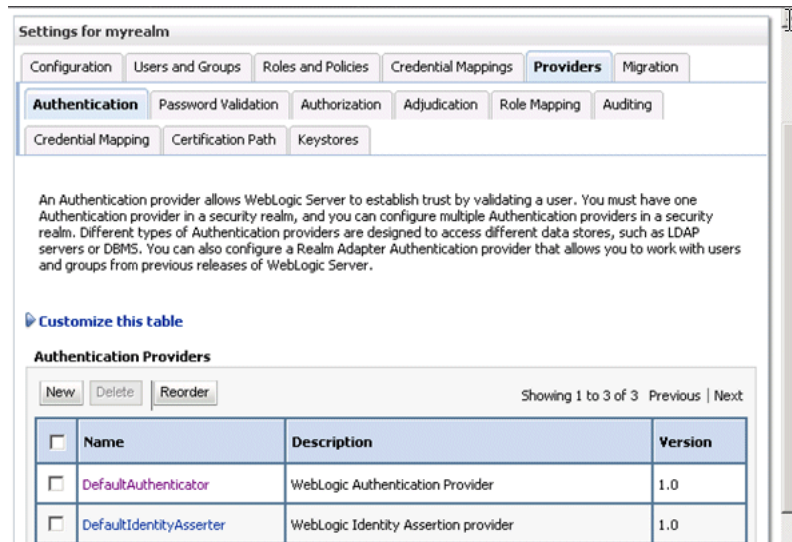 Settings for myrealm
Configuration Users and Groups Roles and Policies Credential Mappings Providers Migration
Authentication Password Validation Authorization Adjudication Role Mapping Auditing
Credential Mapping Certification Path Keystores
An Authentication provider allows WebLogic Server to establish trust by validating a user. You must have one
Authentication provider in a security realm, and you can configure multiple Authentication providers in a security
realm. Different types of Authentication providers are designed to access different data stores, such as LDAP
servers or DBMS. You can also configure a Realm Adapter Authentication provider that allows you to work with users
and groups from previous releases of WebLogic Server.
Customize this table
Authentication Providers
New Delete Reorder Showing 1 to 3 of 3 Previous | Next
Name Description Version
DefaultAuthenticator WebLogic Authentication Provider 1.0
DefaultIdentityAsserter WebLogic Identity Assertion provider 1.0